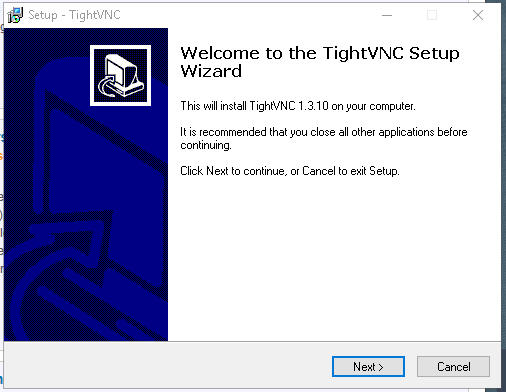 Setup - TightVNC
Welcome to the TightVNC Setup
Wizard
This will install TightVNC 1.3.10 on your computer.
It is recommended that you close all other applications before
continuing.
Click Next to continue, or Cancel to exit Setup.
Next >
Cancel